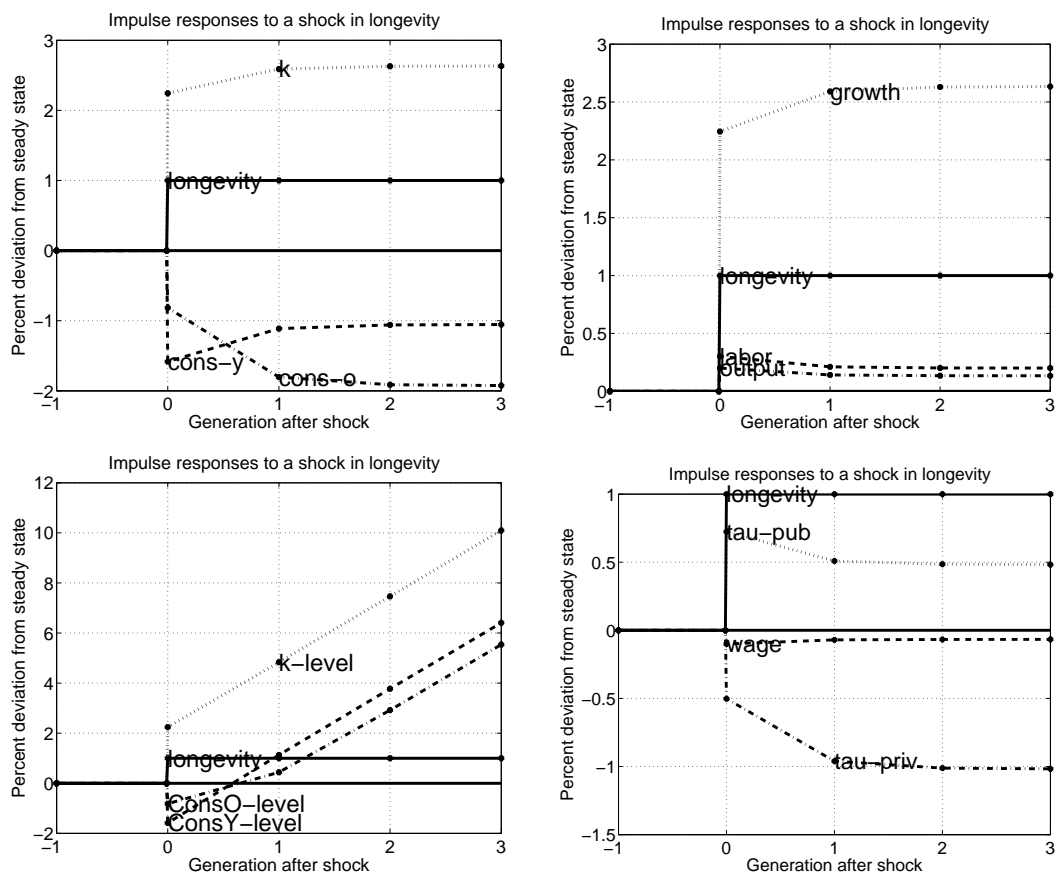 Impulse responses to a shock in longevity
3
2
1
0
−1
−2
Percent deviation from steady state
k
longevity
cons−y
cons−o
−1 0 1 2 3
Generation after shock
Impulse responses to a shock in longevity
3
2.5
2
1.5
1
0.5
0
Percent deviation from steady state
growth
longevity
labor
output
−1 0 1 2 3
Generation after shock
Impulse responses to a shock in longevity
12
10
8
6
4
2
0
−2
Percent deviation from steady state
k−level
longevity
ConsO−level
ConsY−level
−1 0 1 2 3
Generation after shock
Impulse responses to a shock in longevity
1
0.5
0
−0.5
−1
−1.5
Percent deviation from steady state
longevity
tau−pub
wage
tau−priv
−1 0 1 2 3
Generation after shock